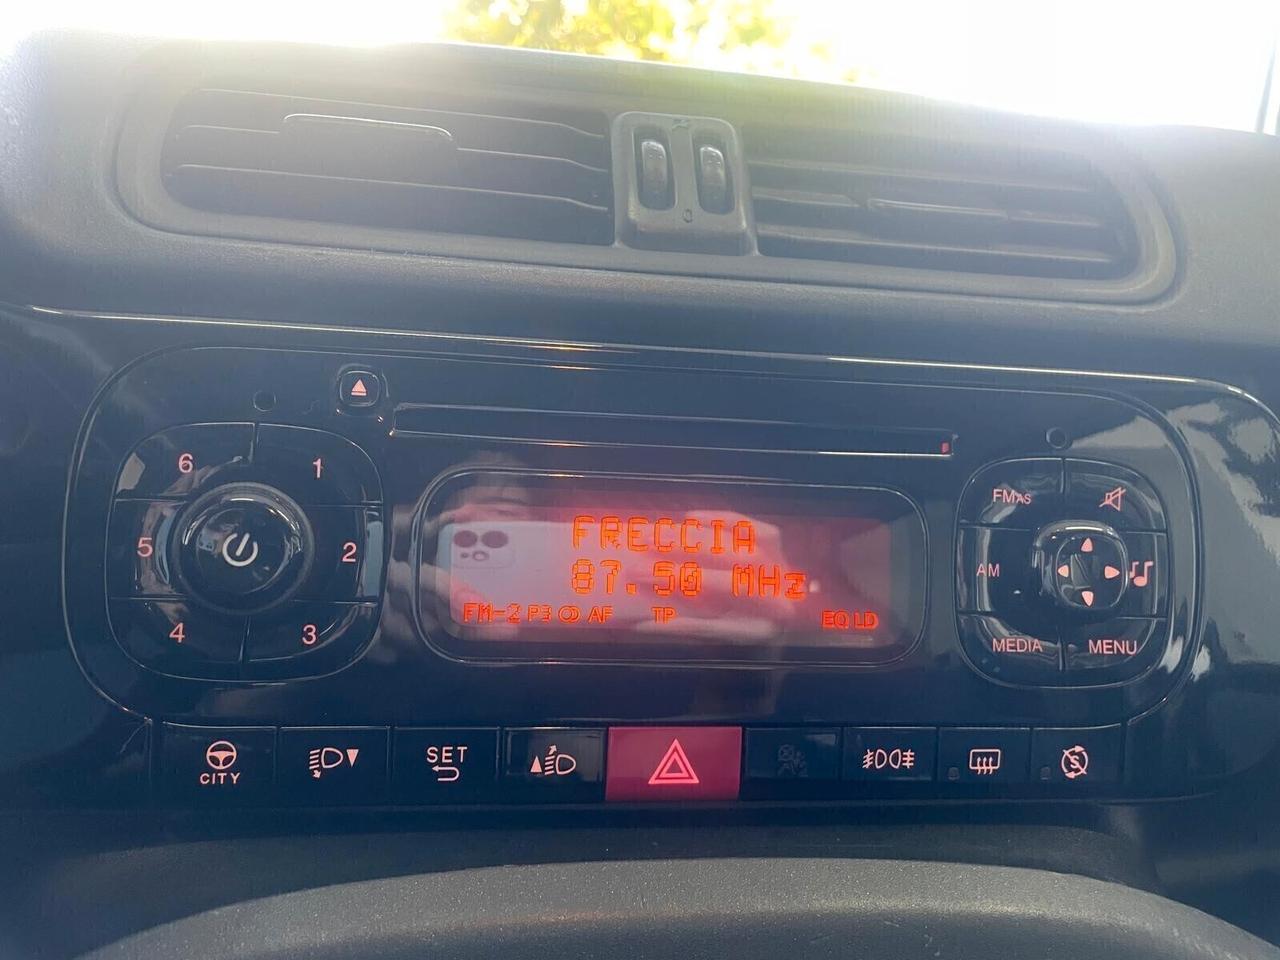 6
1
5
2
4
3
FRECCIA
87.50 MHz
FM-2 P3 AF TP EQ LD
FMAS
AM
MEDIA
MENU
CITY
SET
S